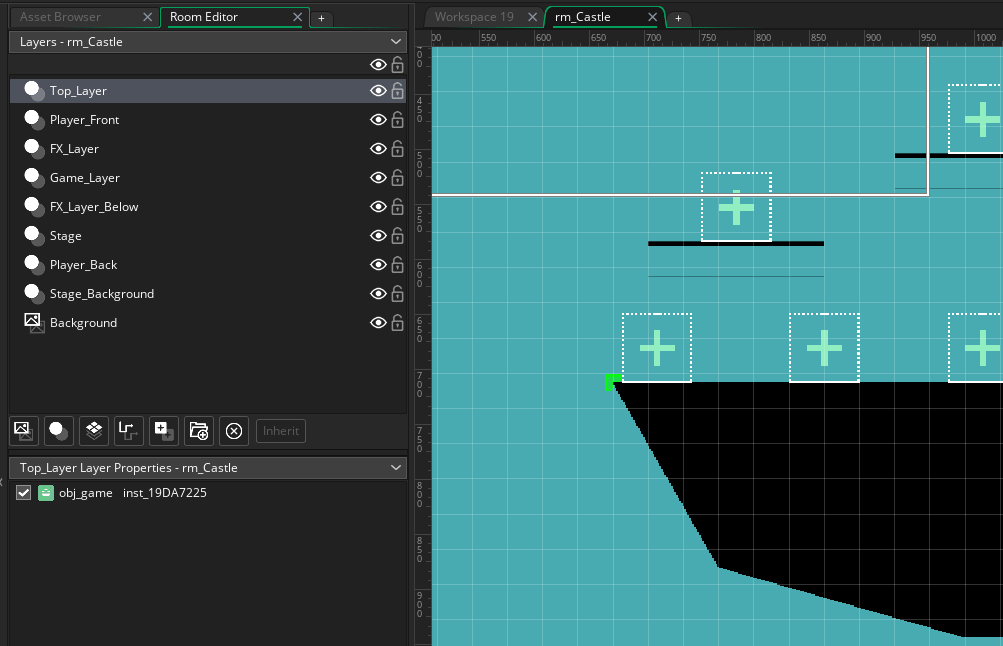 Asset Browser
Room Editor
+
Workspace 19
rm_Castle
+
Layers - rm_Castle
00 550 600 650 700 750 800 850 900 950 1000
Top_Layer
Player_Front
FX_Layer
Game_Layer
FX_Layer_Below
Stage
Player_Back
Stage_Background
Background
Inherit
Top_Layer Layer Properties - rm_Castle
obj_game inst_19DA7225
450
500
550
600
650
700
750
800
850
900